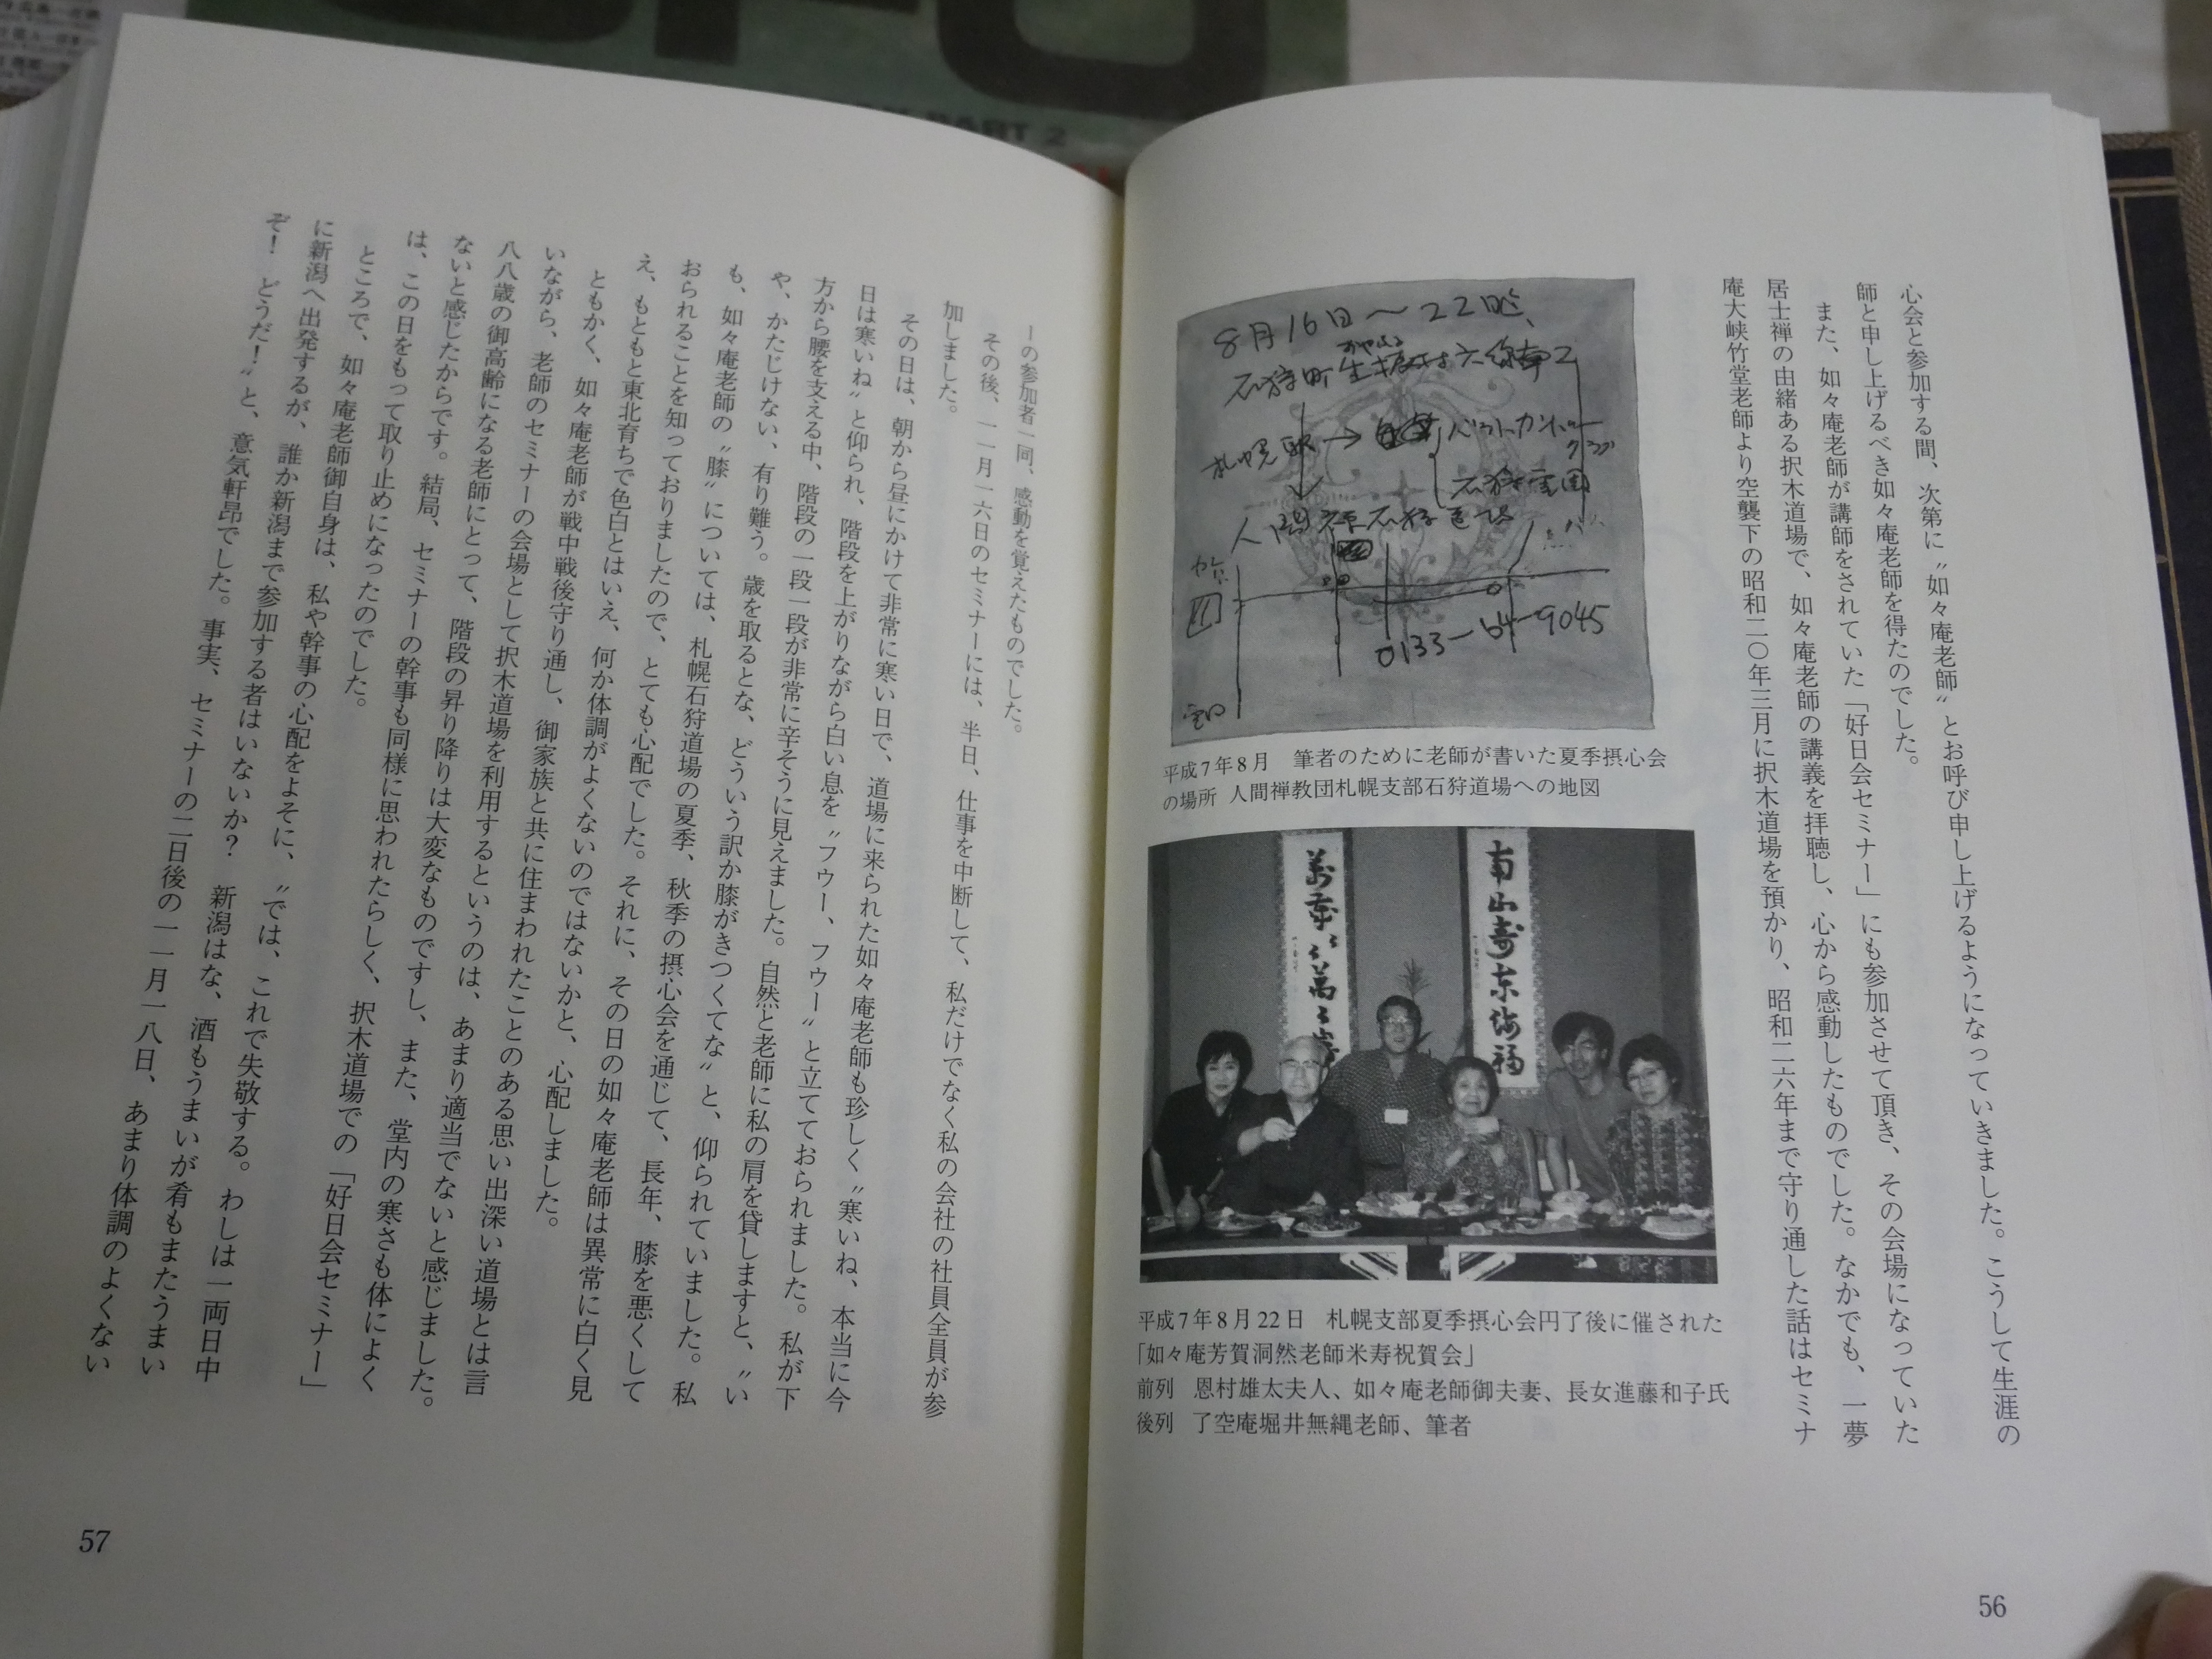 心会と参加する間、次第に〝如々庵老師〟とお呼び申し上げるようになっていきました。こうして生涯の
師と申し上げるべき如々庵老師を得たのでした。
また、如々庵老師が講師をされていた「好日会セミナー」にも参加させて頂き、その会場になっていた
居士禅の由緒ある択木道場で、如々庵老師の講義を拝聴し、心から感動したものでした。なかでも、一夢
庵大峡竹堂老師より空襲下の昭和二〇年三月に択木道場を預かり、昭和二六年まで守り通した話はセミナ
8月16日〜22日
石狩町生振村六線南2
札幌駅→
石狩霊園
人間禅石狩道場
0133-64-9045
平成7年8月 筆者のために老師が書いた夏季摂心会
の場所 人間禅教団札幌支部石狩道場への地図
南山寿東海福
平成7年8月22日 札幌支部夏季摂心会円了後に催された
「如々庵芳賀洞然老師米寿祝賀会」
前列 恩村雄太夫人、如々庵老師御夫妻、長女進藤和子氏
後列 了空庵堀井無縄老師、筆者
56
ーの参加者一同、感動を覚えたものでした。
その後、一一月一六日のセミナーには、半日、仕事を中断して、私だけでなく私の会社の社員全員が参
加しました。
その日は、朝から昼にかけて非常に寒い日で、道場に来られた如々庵老師も珍しく〝寒いね、本当に今
日は寒いね〟と仰られ、階段を上がりながら白い息を〝フウー、フウー〟と立てておられました。私が下
方から腰を支える中、階段の一段一段が非常に辛そうに見えました。自然と老師に私の肩を貸しますと、〝い
や、かたじけない、有り難う。歳を取るとな、どういう訳か膝がきつくてな〟と、仰られていました。私
も、如々庵老師の〝膝〟については、札幌石狩道場の夏季、秋季の摂心会を通じて、長年、膝を悪くして
おられることを知っておりましたので、とても心配でした。それに、その日の如々庵老師は異常に白く見
え、もともと東北育ちで色白とはいえ、何か体調がよくないのではないかと、心配しました。
ともかく、如々庵老師が戦中戦後守り通し、御家族と共に住まわれたことのある思い出深い道場とは言
いながら、老師のセミナーの会場として択木道場を利用するというのは、あまり適当でないと感じました。
八八歳の御高齢になる老師にとって、階段の昇り降りは大変なものですし、また、堂内の寒さも体によく
ないと感じたからです。結局、セミナーの幹事も同様に思われたらしく、択木道場での「好日会セミナー」
は、この日をもって取り止めになったのでした。
ところで、如々庵老師御自身は、私や幹事の心配をよそに、〝では、これで失敬する。わしは一両日中
に新潟へ出発するが、誰か新潟まで参加する者はいないか？ 新潟はな、酒もうまいが肴もまたうまい
ぞ！ どうだ！〟と、意気軒昂でした。事実、セミナーの二日後の一一月一八日、あまり体調のよくない
57
PART 2